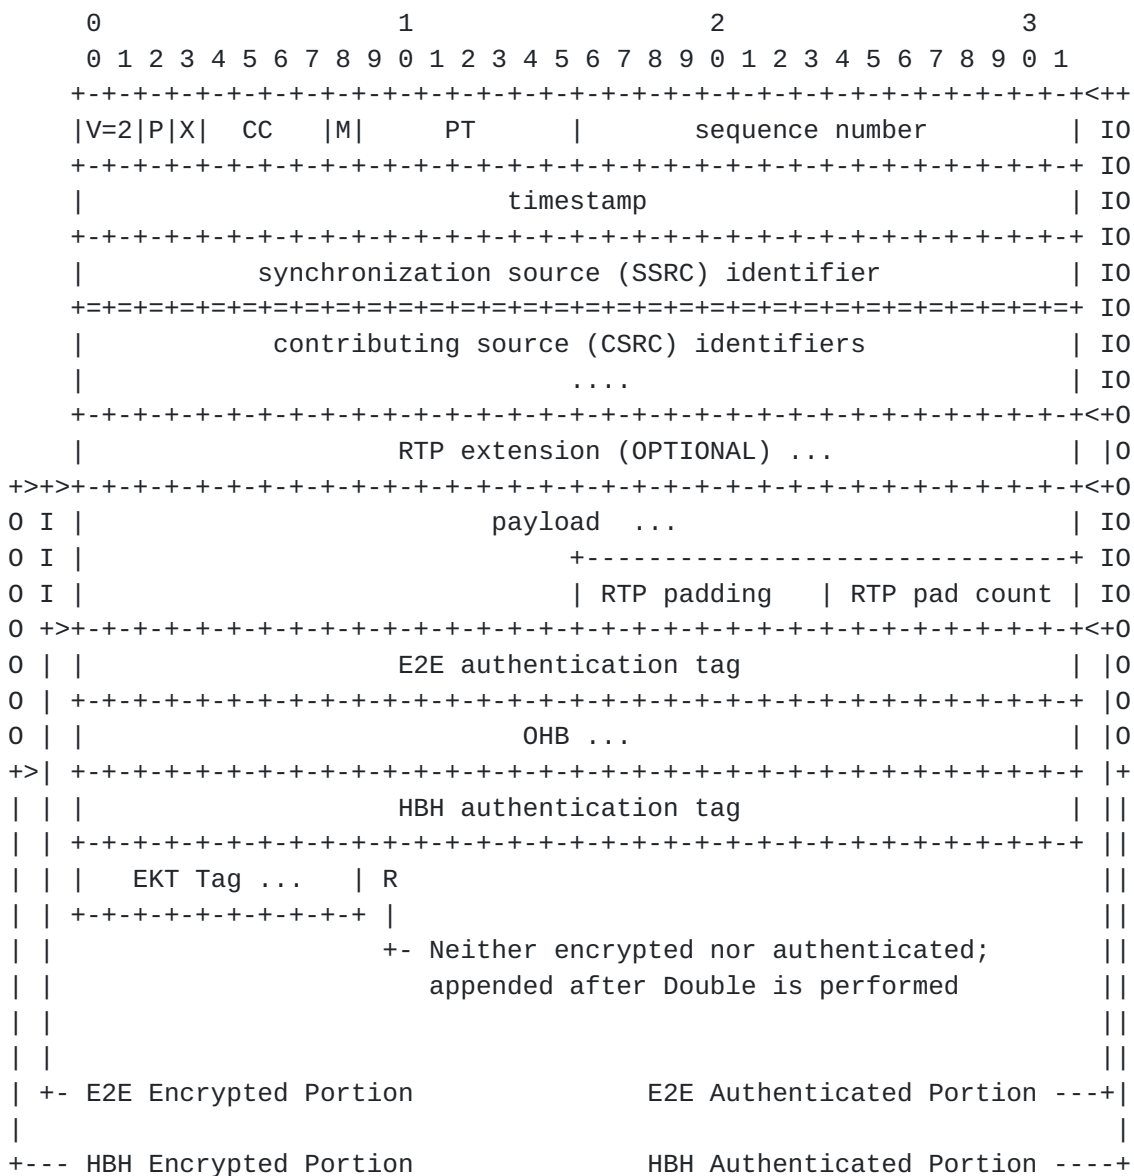 0                   1                   2                   3
0 1 2 3 4 5 6 7 8 9 0 1 2 3 4 5 6 7 8 9 0 1 2 3 4 5 6 7 8 9 0 1
+-+-+-+-+-+-+-+-+-+-+-+-+-+-+-+-+-+-+-+-+-+-+-+-+-+-+-+-+-+-+-+-+<++
|V=2|P|X|  CC   |M|     PT      |       sequence number         | IO
+-+-+-+-+-+-+-+-+-+-+-+-+-+-+-+-+-+-+-+-+-+-+-+-+-+-+-+-+-+-+-+-+ IO
|                           timestamp                           | IO
+-+-+-+-+-+-+-+-+-+-+-+-+-+-+-+-+-+-+-+-+-+-+-+-+-+-+-+-+-+-+-+-+ IO
|           synchronization source (SSRC) identifier            | IO
+=+=+=+=+=+=+=+=+=+=+=+=+=+=+=+=+=+=+=+=+=+=+=+=+=+=+=+=+=+=+=+=+ IO
|            contributing source (CSRC) identifiers             | IO
|                               ....                            | IO
+-+-+-+-+-+-+-+-+-+-+-+-+-+-+-+-+-+-+-+-+-+-+-+-+-+-+-+-+-+-+-+-+<+O
|                    RTP extension (OPTIONAL) ...               | |O
+>+>+-+-+-+-+-+-+-+-+-+-+-+-+-+-+-+-+-+-+-+-+-+-+-+-+-+-+-+-+-+-+-+-+<+O
O I |                          payload  ...                         | IO
O I |                               +-------------------------------+ IO
O I |                               | RTP padding   | RTP pad count | IO
O +>+-+-+-+-+-+-+-+-+-+-+-+-+-+-+-+-+-+-+-+-+-+-+-+-+-+-+-+-+-+-+-+-+<+O
O | |                    E2E authentication tag                     | |O
O | +-+-+-+-+-+-+-+-+-+-+-+-+-+-+-+-+-+-+-+-+-+-+-+-+-+-+-+-+-+-+-+-+ |O
O | |                            OHB ...                            | |O
+>| +-+-+-+-+-+-+-+-+-+-+-+-+-+-+-+-+-+-+-+-+-+-+-+-+-+-+-+-+-+-+-+-+ |+
| | |                    HBH authentication tag                     | ||
| | +-+-+-+-+-+-+-+-+-+-+-+-+-+-+-+-+-+-+-+-+-+-+-+-+-+-+-+-+-+-+-+-+ ||
| | |   EKT Tag ...   | R                                             ||
| | +-+-+-+-+-+-+-+-+-+ |                                             ||
| |                     +- Neither encrypted nor authenticated;       ||
| |                        appended after Double is performed         ||
| |                                                                   ||
| |                                                                   ||
| +- E2E Encrypted Portion               E2E Authenticated Portion ---+|
|                                                                      |
+--- HBH Encrypted Portion               HBH Authenticated Portion ----+